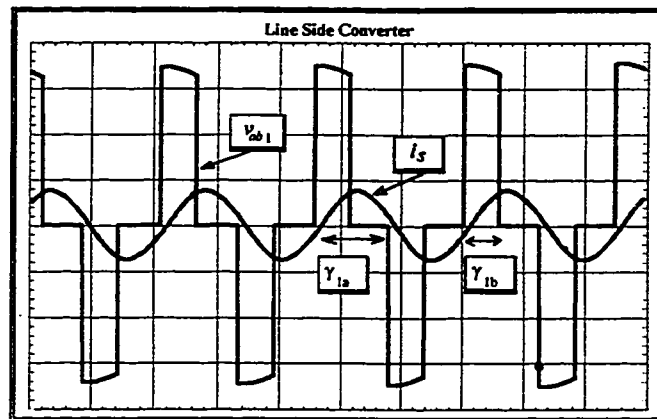 Line Side Converter
v_ab1
i_S
γ_1a
γ_1b